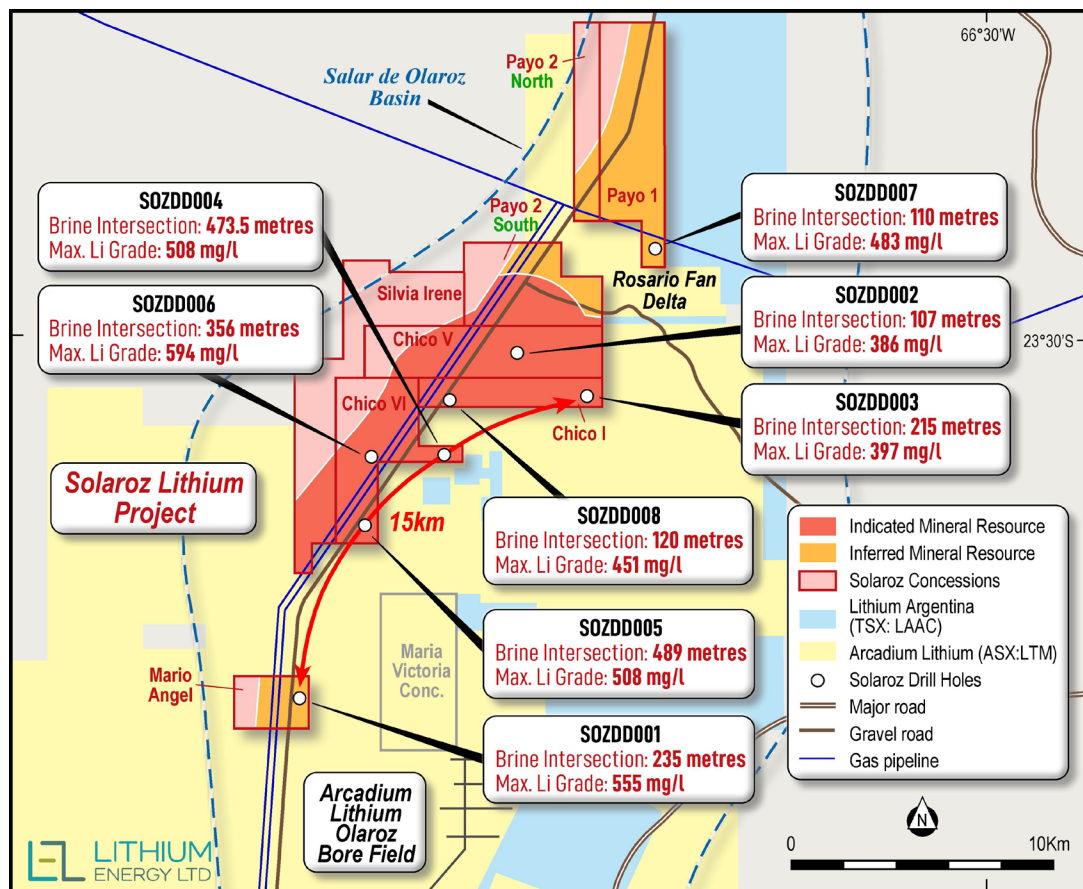 66°30'W
Payo 2
North
Salar de Olaroz
Basin
SOZDD004
Brine Intersection: 473.5 metres
Max. Li Grade: 508 mg/l
SOZDD007
Brine Intersection: 110 metres
Max. Li Grade: 483 mg/l
Payo 1
Payo 2
South
Rosario Fan
Delta
SOZDD006
Brine Intersection: 356 metres
Max. Li Grade: 594 mg/l
Silvia Irene
SOZDD002
Brine Intersection: 107 metres
Max. Li Grade: 386 mg/l
23°30'S
Chico V
Chico VI
Chico I
SOZDD003
Brine Intersection: 215 metres
Max. Li Grade: 397 mg/l
Solaroz Lithium
Project
15km
SOZDD008
Brine Intersection: 120 metres
Max. Li Grade: 451 mg/l
SOZDD005
Brine Intersection: 489 metres
Max. Li Grade: 508 mg/l
Maria
Victoria
Conc.
Mario
Angel
SOZDD001
Brine Intersection: 235 metres
Max. Li Grade: 555 mg/l
Arcadium
Lithium
Olaroz
Bore Field
Indicated Mineral Resource
Inferred Mineral Resource
Solaroz Concessions
Lithium Argentina
(TSX: LAAC)
Arcadium Lithium (ASX:LTM)
Solaroz Drill Holes
Major road
Gravel road
Gas pipeline
N
0 10Km
LEL LITHIUM
ENERGY LTD